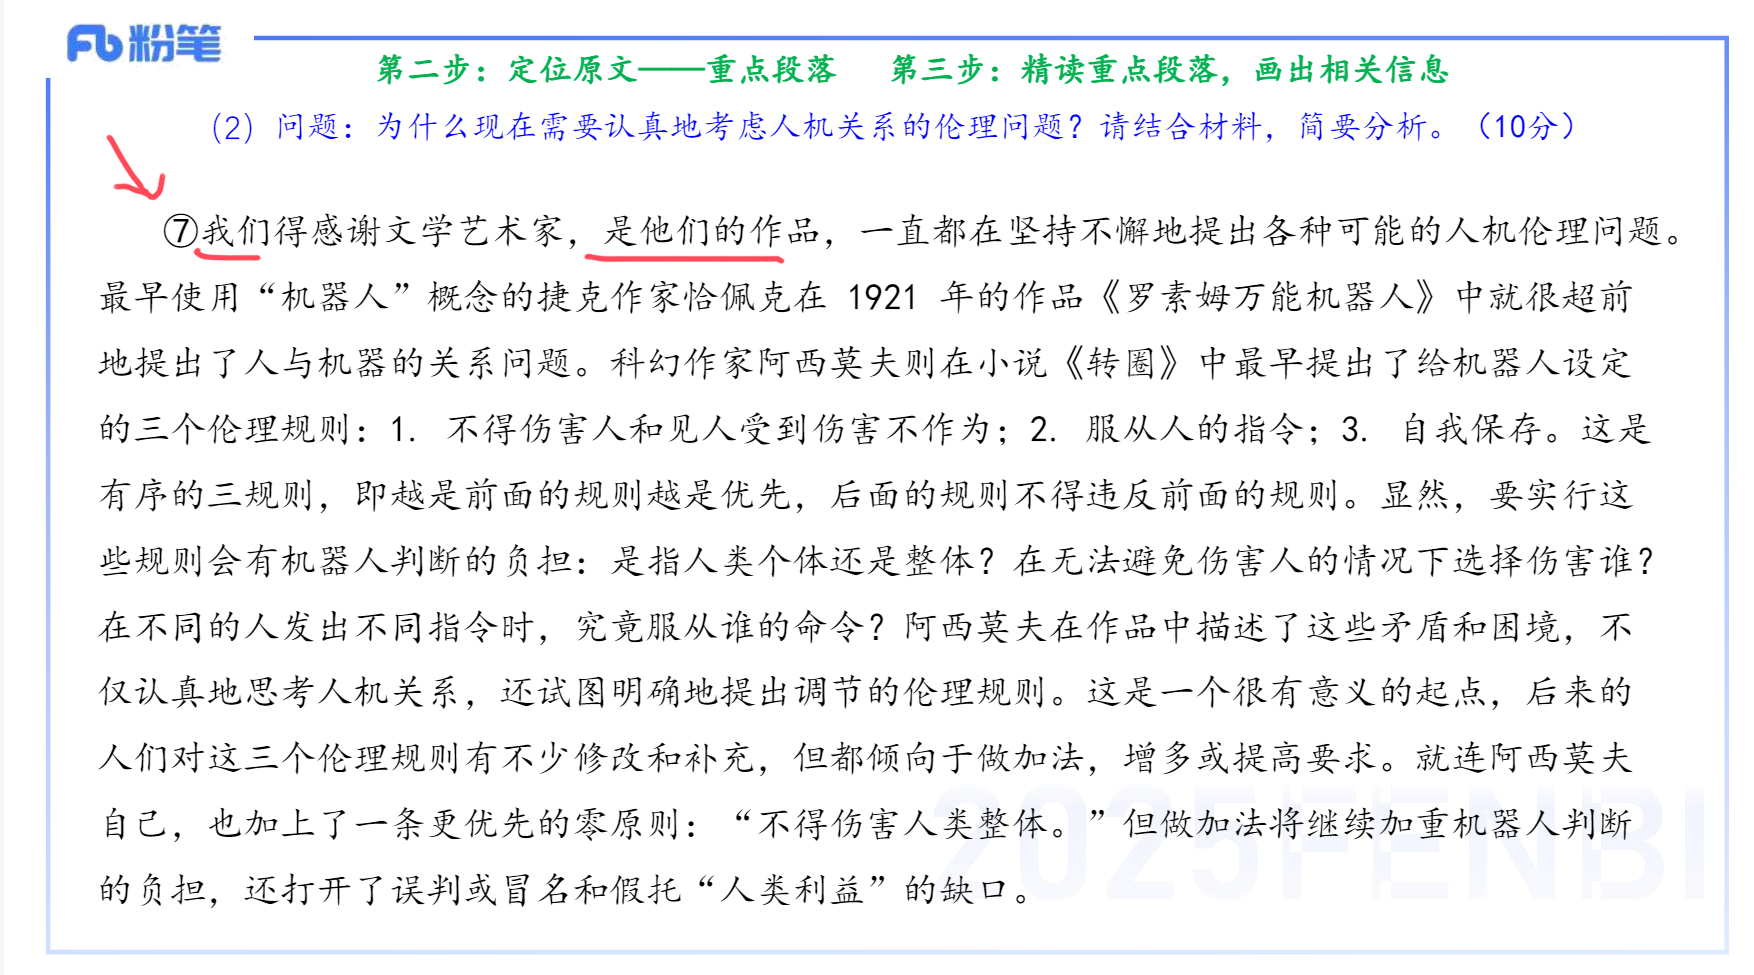 粉笔
第二步：定位原文——重点段落 第三步：精读重点段落，画出相关信息
（2）问题：为什么现在需要认真地考虑人机关系的伦理问题？请结合材料，简要分析。（10分）
⑦我们得感谢文学艺术家，是他们的作品，一直都在坚持不懈地提出各种可能的人机伦理问题。
最早使用“机器人”概念的捷克作家恰佩克在 1921 年的作品《罗素姆万能机器人》中就很超前
地提出了人与机器的关系问题。科幻作家阿西莫夫则在小说《转圈》中最早提出了给机器人设定
的三个伦理规则：1. 不得伤害人和见人受到伤害不作为；2. 服从人的指令；3. 自我保存。这是
有序的三规则，即越是前面的规则越是优先，后面的规则不得违反前面的规则。显然，要实行这
些规则会有机器人判断的负担：是指人类个体还是整体？在无法避免伤害人的情况下选择伤害谁？
在不同的人发出不同指令时，究竟服从谁的命令？阿西莫夫在作品中描述了这些矛盾和困境，不
仅认真地思考人机关系，还试图明确地提出调节的伦理规则。这是一个很有意义的起点，后来的
人们对这三个伦理规则有不少修改和补充，但都倾向于做加法，增多或提高要求。就连阿西莫夫
自己，也加上了一条更优先的零原则：“不得伤害人类整体。”但做加法将继续加重机器人判断
的负担，还打开了误判或冒名和假托“人类利益”的缺口。
2025FENBI